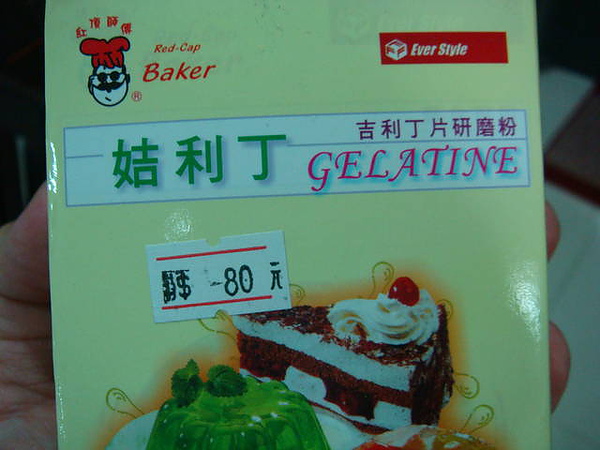 紅頂師傅
Red-Cap
Baker
®
Ever Style
吉利丁片研磨粉
姞利丁
GELATINE
-80 元